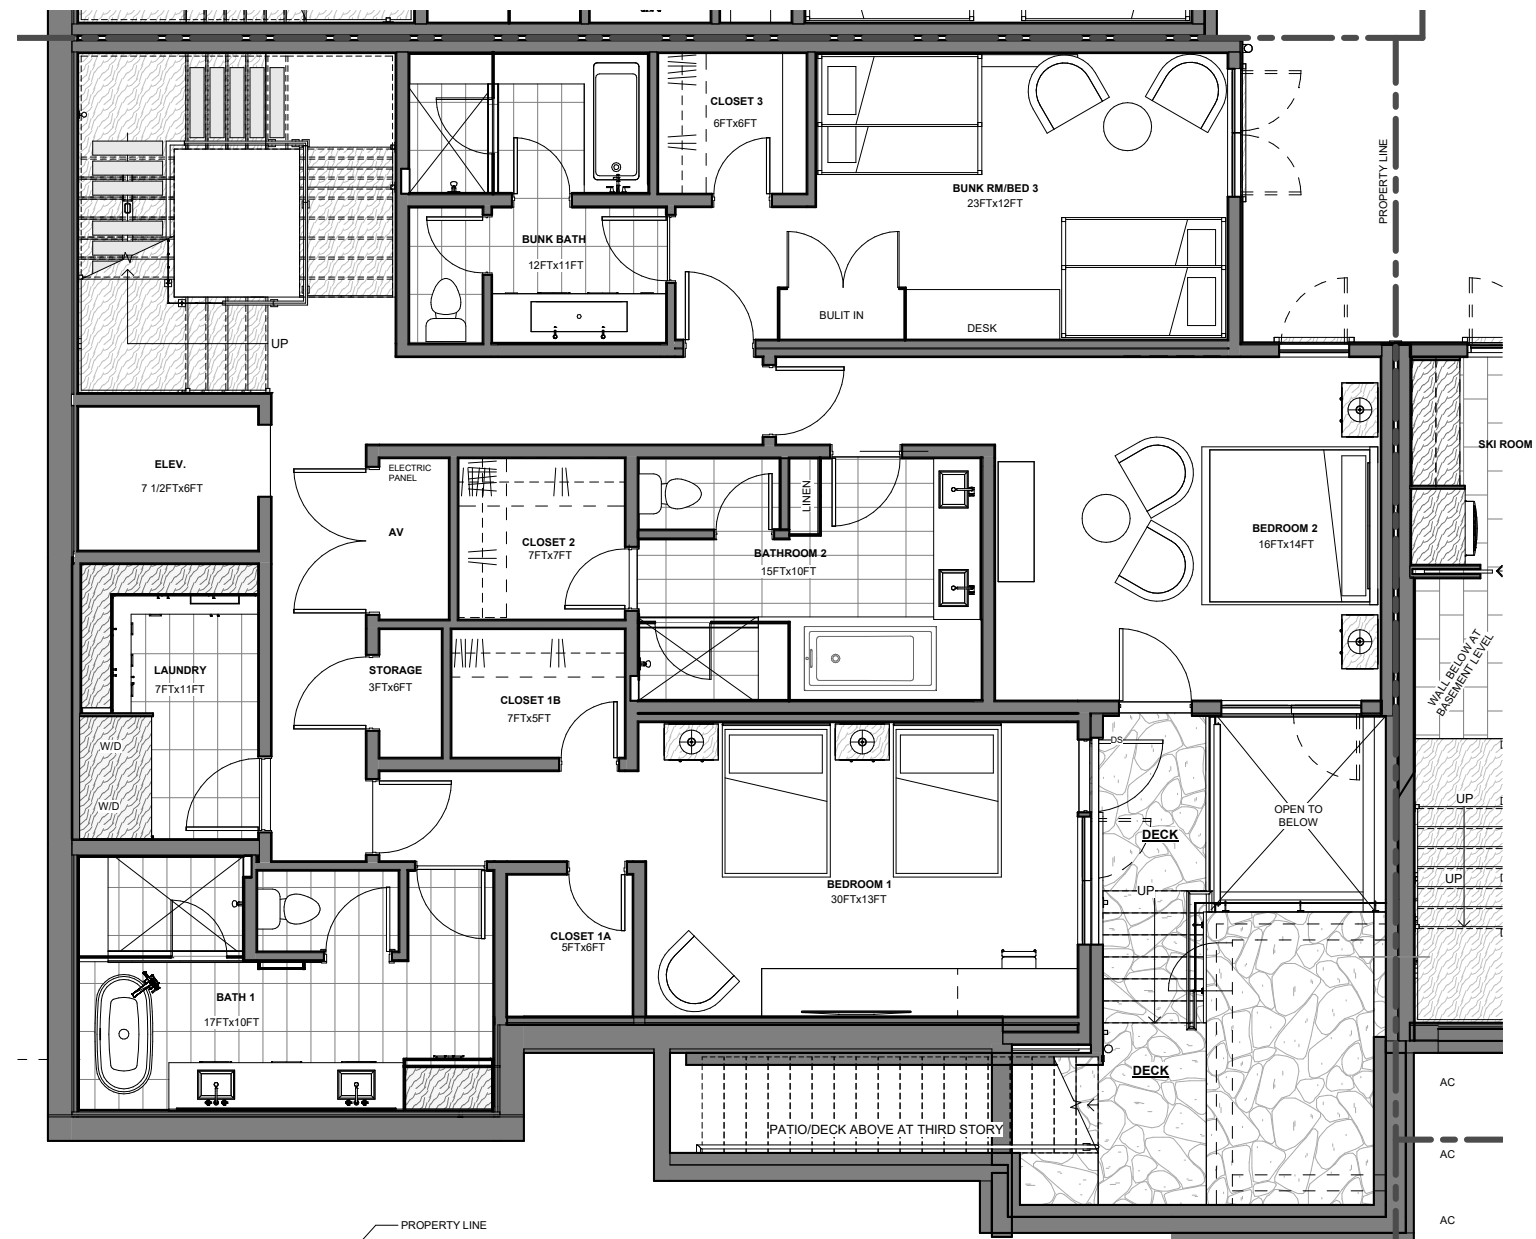 CLOSET 3
6FTxX6FT
BUNK RM/BED 3
23FTx12FT
PROPERTY LINE
BUNK BATH
12FTx11FT
BULIT IN
DESK
UP
ELEV.
7 1/2FTx6FT
ELECTRIC
PANEL
AV
CLOSET 2
7FTx7FT
LINEN
BATHROOM 2
15FTx10FT
BEDROOM 2
16FTx14FT
SKI ROOM
LAUNDRY
7FTx11FT
W/D
W/D
STORAGE
3FTx6FT
CLOSET 1B
7FTx5FT
WALL BELOW AT
BASEMENT LEVEL
DS
DECK
OPEN TO
BELOW
UP
UP
UP
BEDROOM 1
30FTx13FT
CLOSET 1A
5FTx6FT
BATH 1
17FTx10FT
DECK
PATIO/DECK ABOVE AT THIRD STORY
AC
AC
AC
PROPERTY LINE